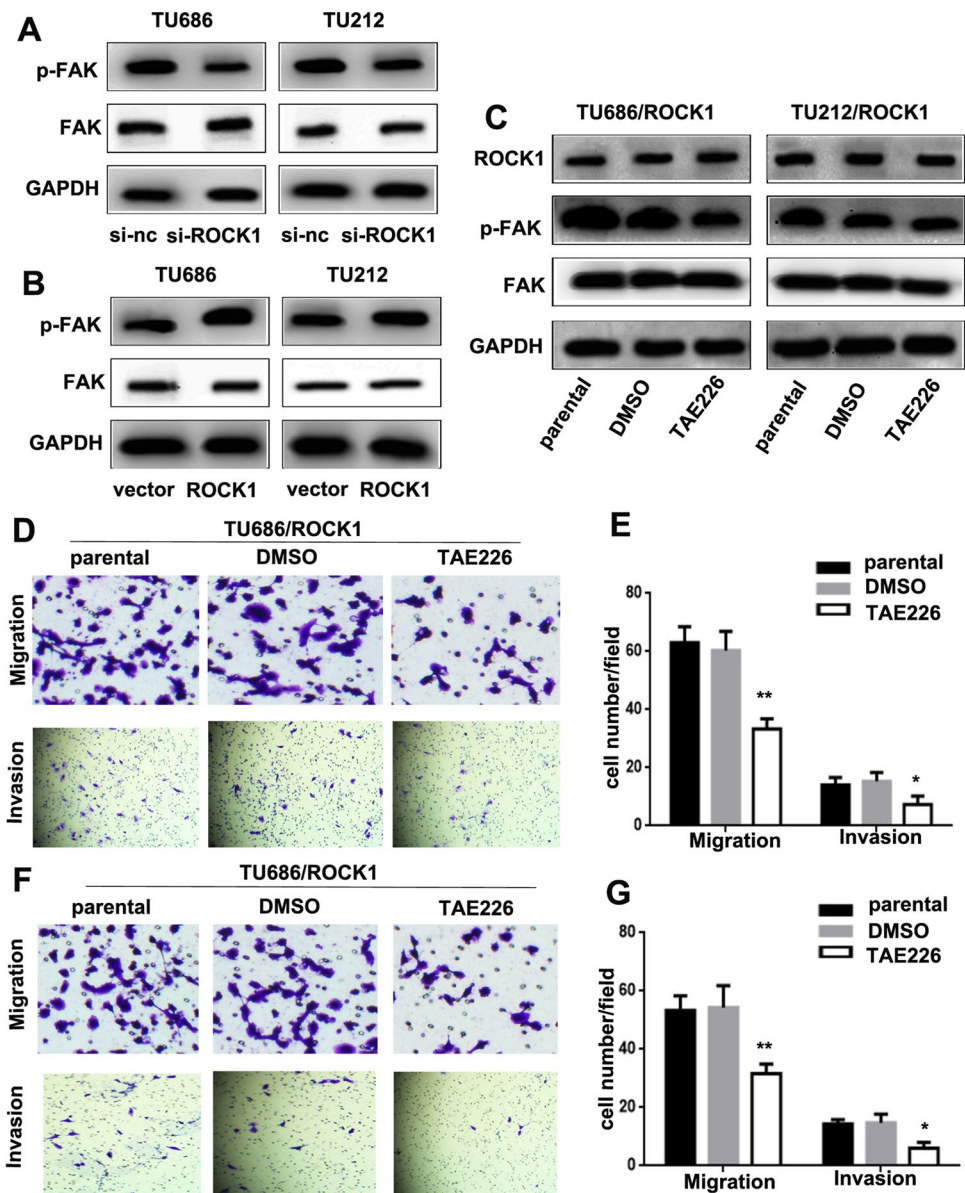 A
TU686 TU212
p-FAK
FAK
GAPDH
si-nc si-ROCK1 si-nc si-ROCK1
B
TU686 TU212
p-FAK
FAK
GAPDH
vector ROCK1 vector ROCK1
C
TU686/ROCK1 TU212/ROCK1
ROCK1
p-FAK
FAK
GAPDH
parental DMSO TAE226 parental DMSO TAE226
D
TU686/ROCK1
parental DMSO TAE226
Migration
Invasion
E
parental
DMSO
TAE226
cell number/field
80
60
40
20
0
**
*
Migration Invasion
F
TU686/ROCK1
parental DMSO TAE226
Migration
Invasion
G
parental
DMSO
TAE226
cell number/field
80
60
40
20
0
**
*
Migration Invasion